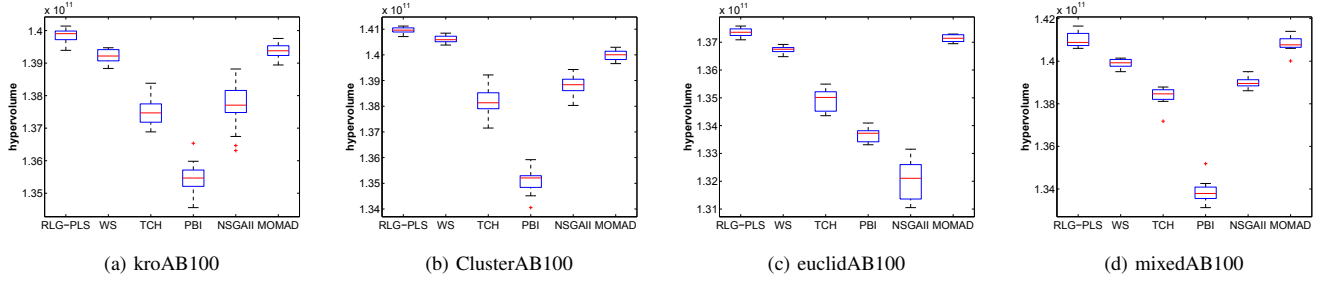 x 10^11
1.4
1.39
1.38
1.37
1.36
1.35
hypervolume
RLG−PLS WS TCH PBI NSGAII MOMAD
(a) kroAB100
x 10^11
1.41
1.4
1.39
1.38
1.37
1.36
1.35
1.34
hypervolume
RLG−PLS WS TCH PBI NSGAII MOMAD
(b) ClusterAB100
x 10^11
1.37
1.36
1.35
1.34
1.33
1.32
1.31
hypervolume
RLG−PLS WS TCH PBI NSGAII MOMAD
(c) euclidAB100
x 10^11
1.42
1.4
1.38
1.36
1.34
hypervolume
RLG−PLS WS TCH PBI NSGAII MOMAD
(d) mixedAB100